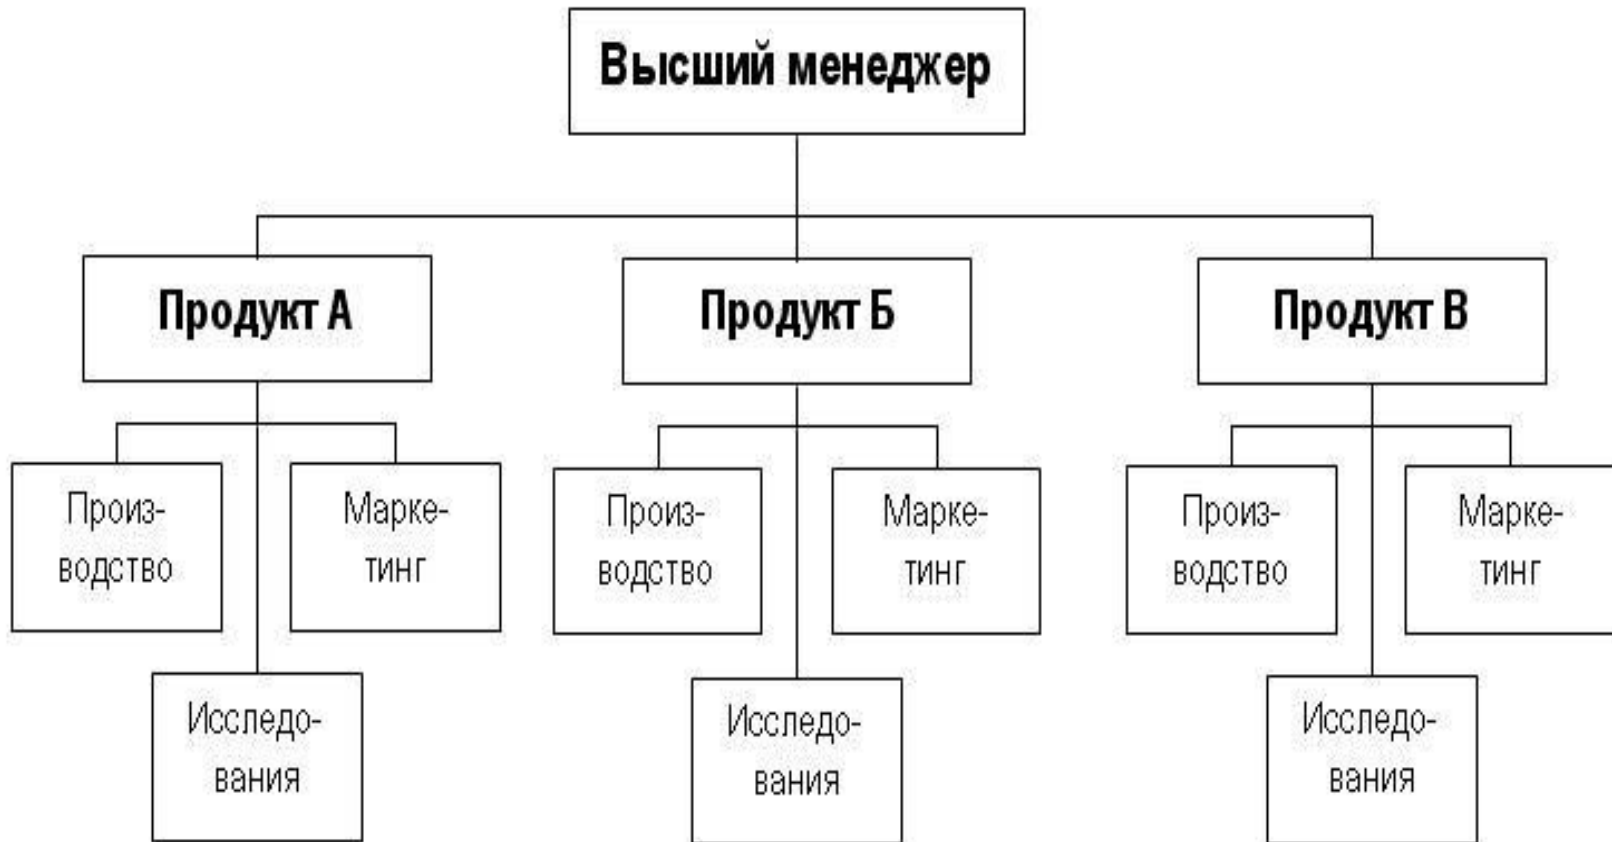 Высший менеджер
Продукт А
Продукт Б
Продукт В
Произ-
водство
Марке-
тинг
Произ-
водство
Марке-
тинг
Произ-
водство
Марке-
тинг
Исследо-
вания
Исследо-
вания
Исследо-
вания